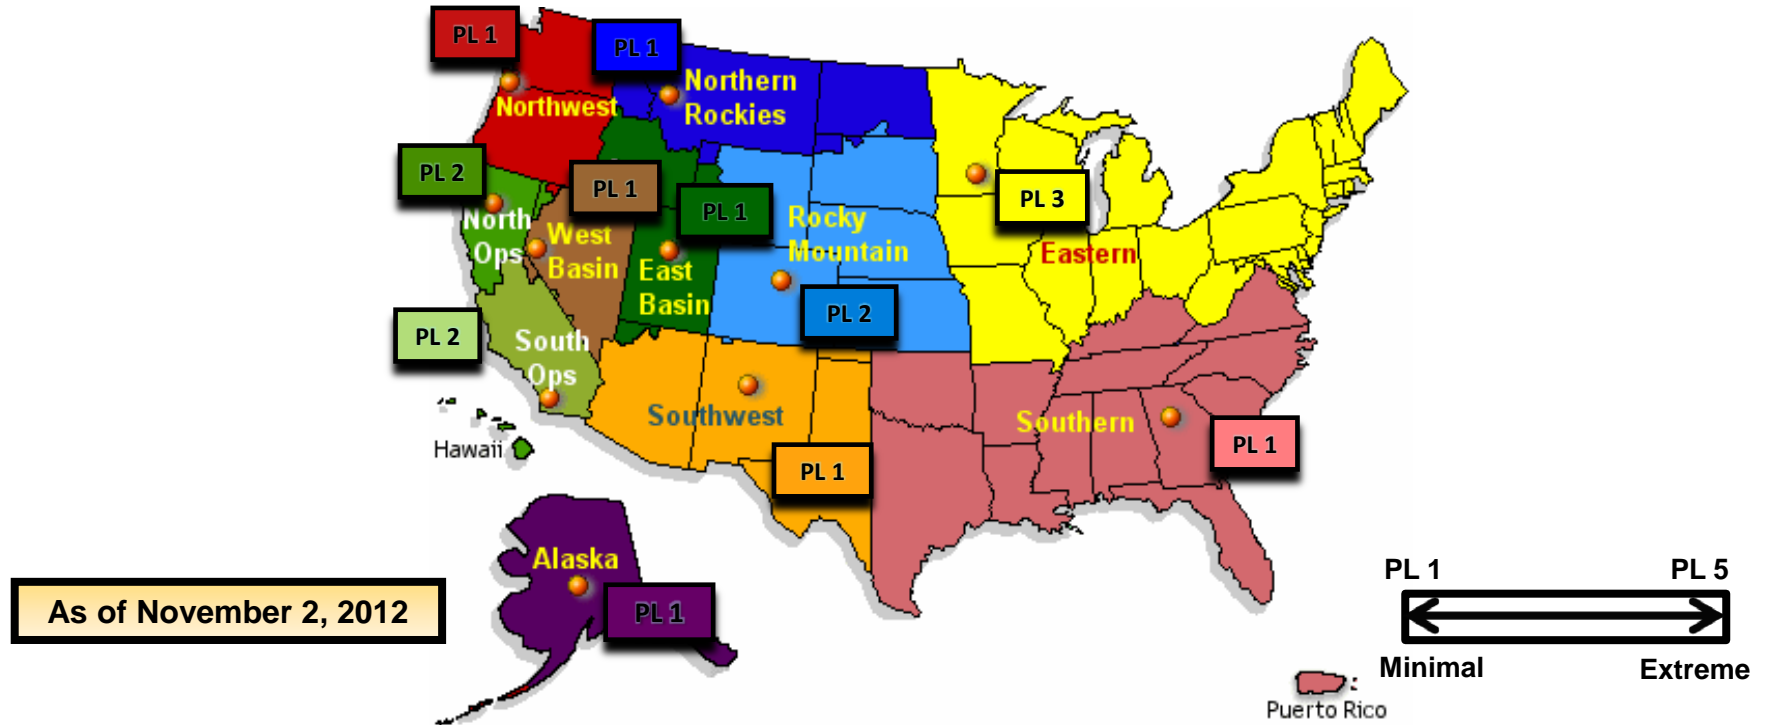 PL 1
PL 1
Northern
Rockies
Northwest
PL 2
PL 1
PL 1
PL 3
North
Ops
West
Basin
Rocky
Mountain
Eastern
East
Basin
PL 2
PL 2
South
Ops
Southwest
Southern
Hawaii
PL 1
PL 1
Alaska
PL 1
As of November 2, 2012
PL 1
PL 5
Minimal
Extreme
Puerto Rico